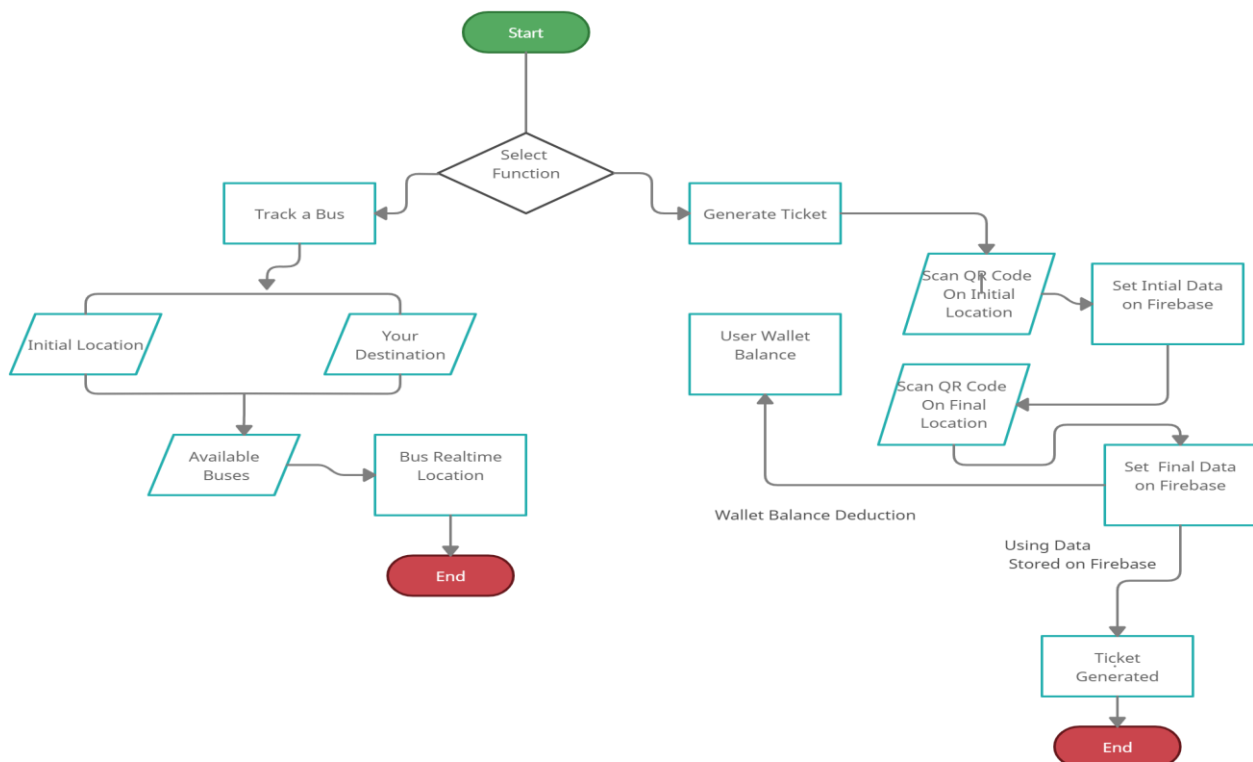 Start
Select
Function
Track a Bus
Generate Ticket
Scan QR Code
On Initial
Location
Set Intial Data
on Firebase
Initial Location
Your
Destination
User Wallet
Balance
Scan QR Code
On Final
Location
Available
Buses
Bus Realtime
Location
Set Final Data
on Firebase
Wallet Balance Deduction
Using Data
Stored on Firebase
End
Ticket
Generated
End